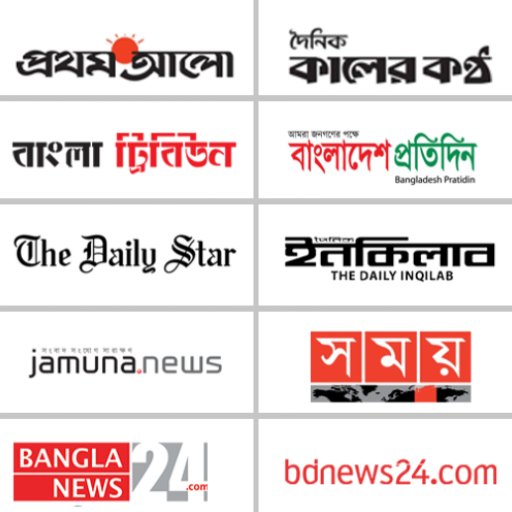 প্রথম আলো
দৈনিক
কালের কণ্ঠ
বাংলা ট্রিবিউন
আমরা জনগণের পক্ষে
বাংলাদেশ প্রতিদিন
Bangladesh Pratidin
The Daily Star
দৈনিক
ইনকিলাব
THE DAILY INQILAB
সংবাদ সংযোগ সারাক্ষণ
jamuna.news
সময়
BANGLA
NEWS 24 .com
bdnews24.com